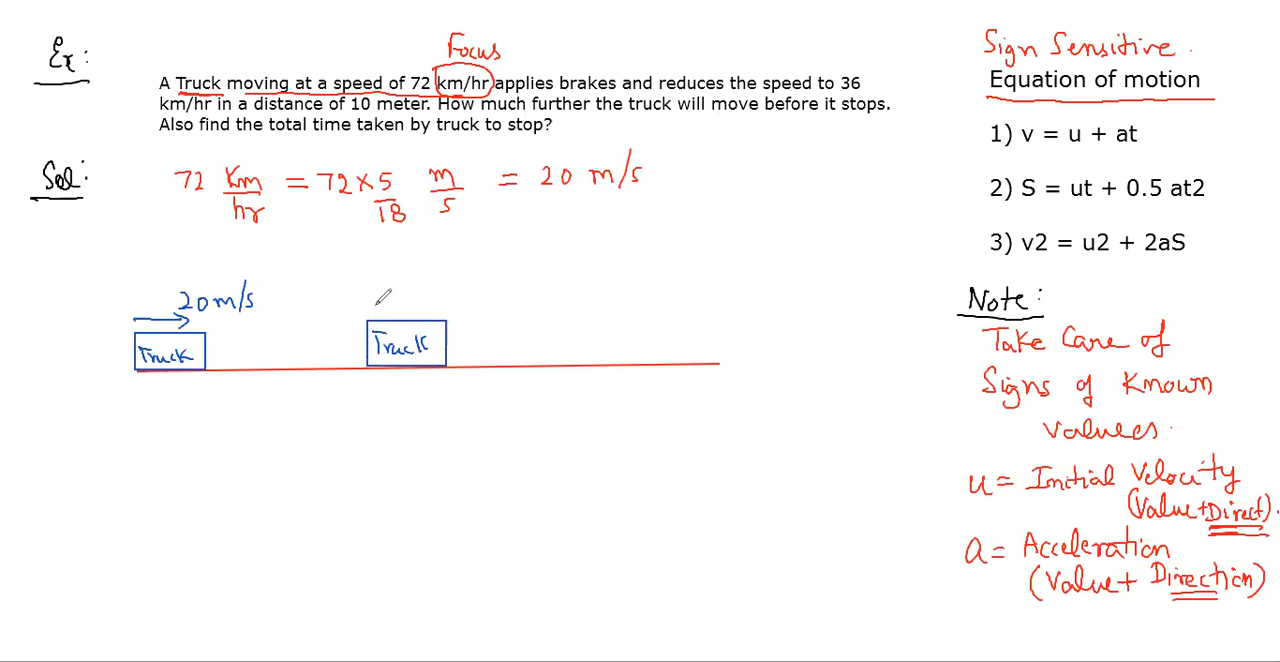 Ex:
Focus
A Truck moving at a speed of 72 km/hr applies brakes and reduces the speed to 36
km/hr in a distance of 10 meter. How much further the truck will move before it stops.
Also find the total time taken by truck to stop?
Sol:
72 Km/hr = 72 × 5/18 m/s = 20 m/s
20 m/s
Truck
Truck
Sign Sensitive
Equation of motion
1) v = u + at
2) S = ut + 0.5 at2
3) v2 = u2 + 2aS
Note:
Take Care of
Signs of Known
Valuees.
u = Initial Velocity
(Value + Direct).
a = Acceleration
(Value + Direction)